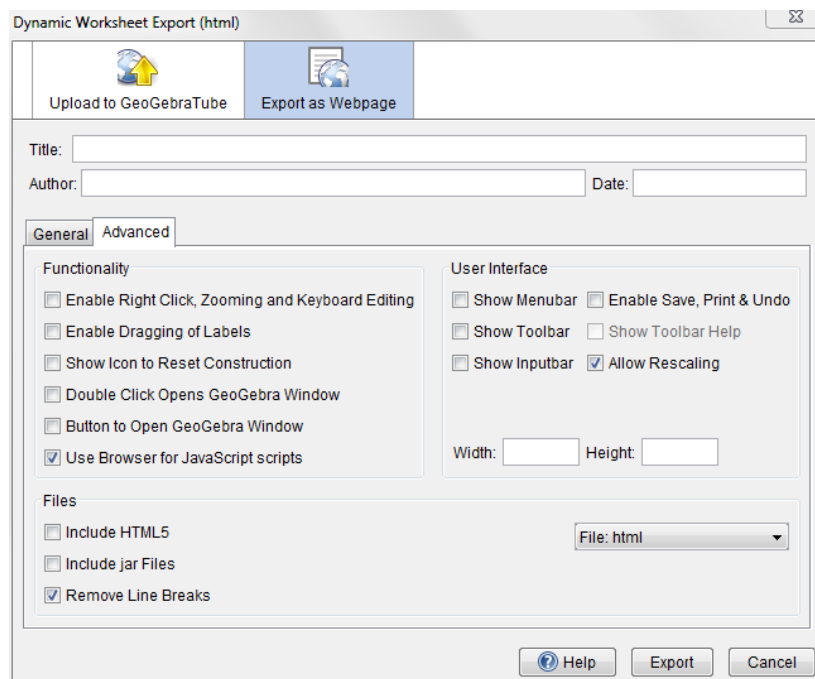 Dynamic Worksheet Export (html)
Upload to GeoGebraTube
Export as Webpage
Title:
Author:
Date:
General
Advanced
Functionality
Enable Right Click, Zooming and Keyboard Editing
Enable Dragging of Labels
Show Icon to Reset Construction
Double Click Opens GeoGebra Window
Button to Open GeoGebra Window
Use Browser for JavaScript scripts
User Interface
Show Menubar
Enable Save, Print & Undo
Show Toolbar
Show Toolbar Help
Show Inputbar
Allow Rescaling
Width:
Height:
Files
Include HTML5
Include jar Files
Remove Line Breaks
File: html
Help
Export
Cancel